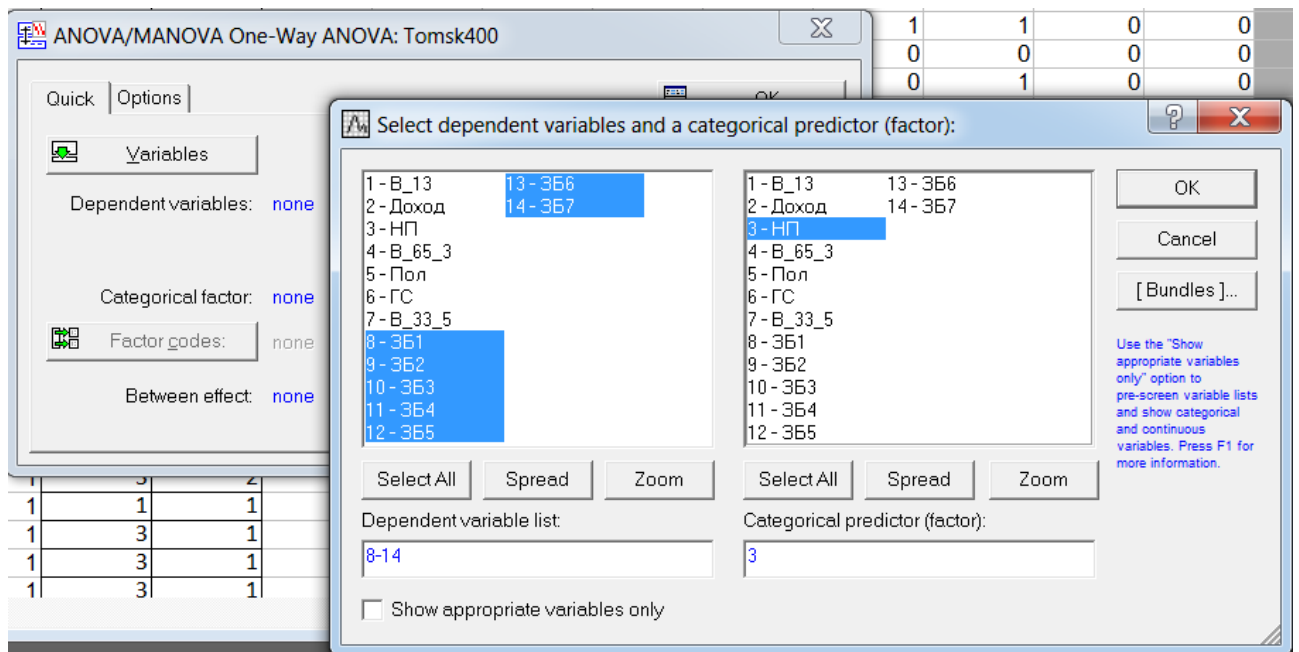 ANOVA/MANOVA One-Way ANOVA: Tomsk400
1 1 0 0
0 0 0 0
0 1 0 0
Quick Options
OK
Variables
Dependent variables: none
Categorical factor: none
Factor codes: none
Between effect: none
Select dependent variables and a categorical predictor (factor):
1 - В_13 13 - ЗБ6
2 - Доход 14 - ЗБ7
3 - НП
4 - В_65_3
5 - Пол
6 - ГС
7 - В_33_5
8 - ЗБ1
9 - ЗБ2
10 - ЗБ3
11 - ЗБ4
12 - ЗБ5
1 - В_13 13 - ЗБ6
2 - Доход 14 - ЗБ7
3 - НП
4 - В_65_3
5 - Пол
6 - ГС
7 - В_33_5
8 - ЗБ1
9 - ЗБ2
10 - ЗБ3
11 - ЗБ4
12 - ЗБ5
OK
Cancel
[ Bundles ]...
Use the "Show
appropriate variables
only" option to
pre-screen variable lists
and show categorical
and continuous
variables. Press F1 for
more information.
Select All Spread Zoom
Select All Spread Zoom
Dependent variable list:
8-14
Categorical predictor (factor):
3
Show appropriate variables only
1 3 2
1 1 1
1 3 1
1 3 1
1 3 1